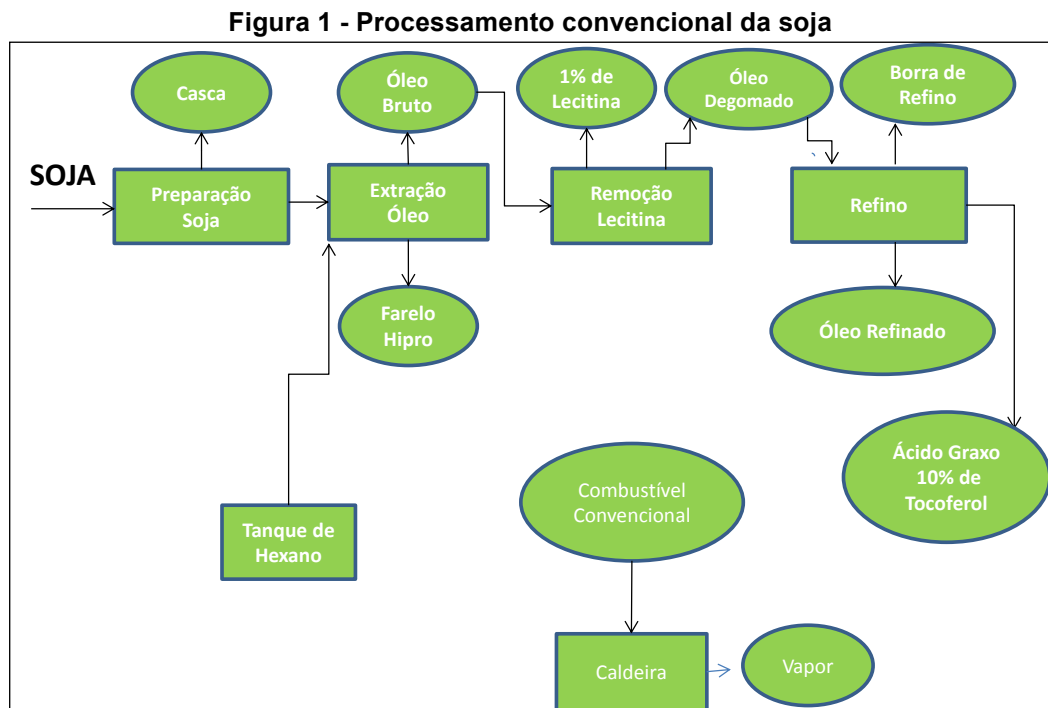 Figura 1 - Processamento convencional da soja
Casca
Óleo
Bruto
1% de
Lecitina
Óleo
Degomado
Borra de
Refino
SOJA
Preparação
Soja
Extração
Óleo
Remoção
Lecitina
Refino
Farelo
Hipro
Óleo Refinado
Ácido Graxo
10% de
Tocoferol
Combustível
Convencional
Tanque de
Hexano
Caldeira
Vapor